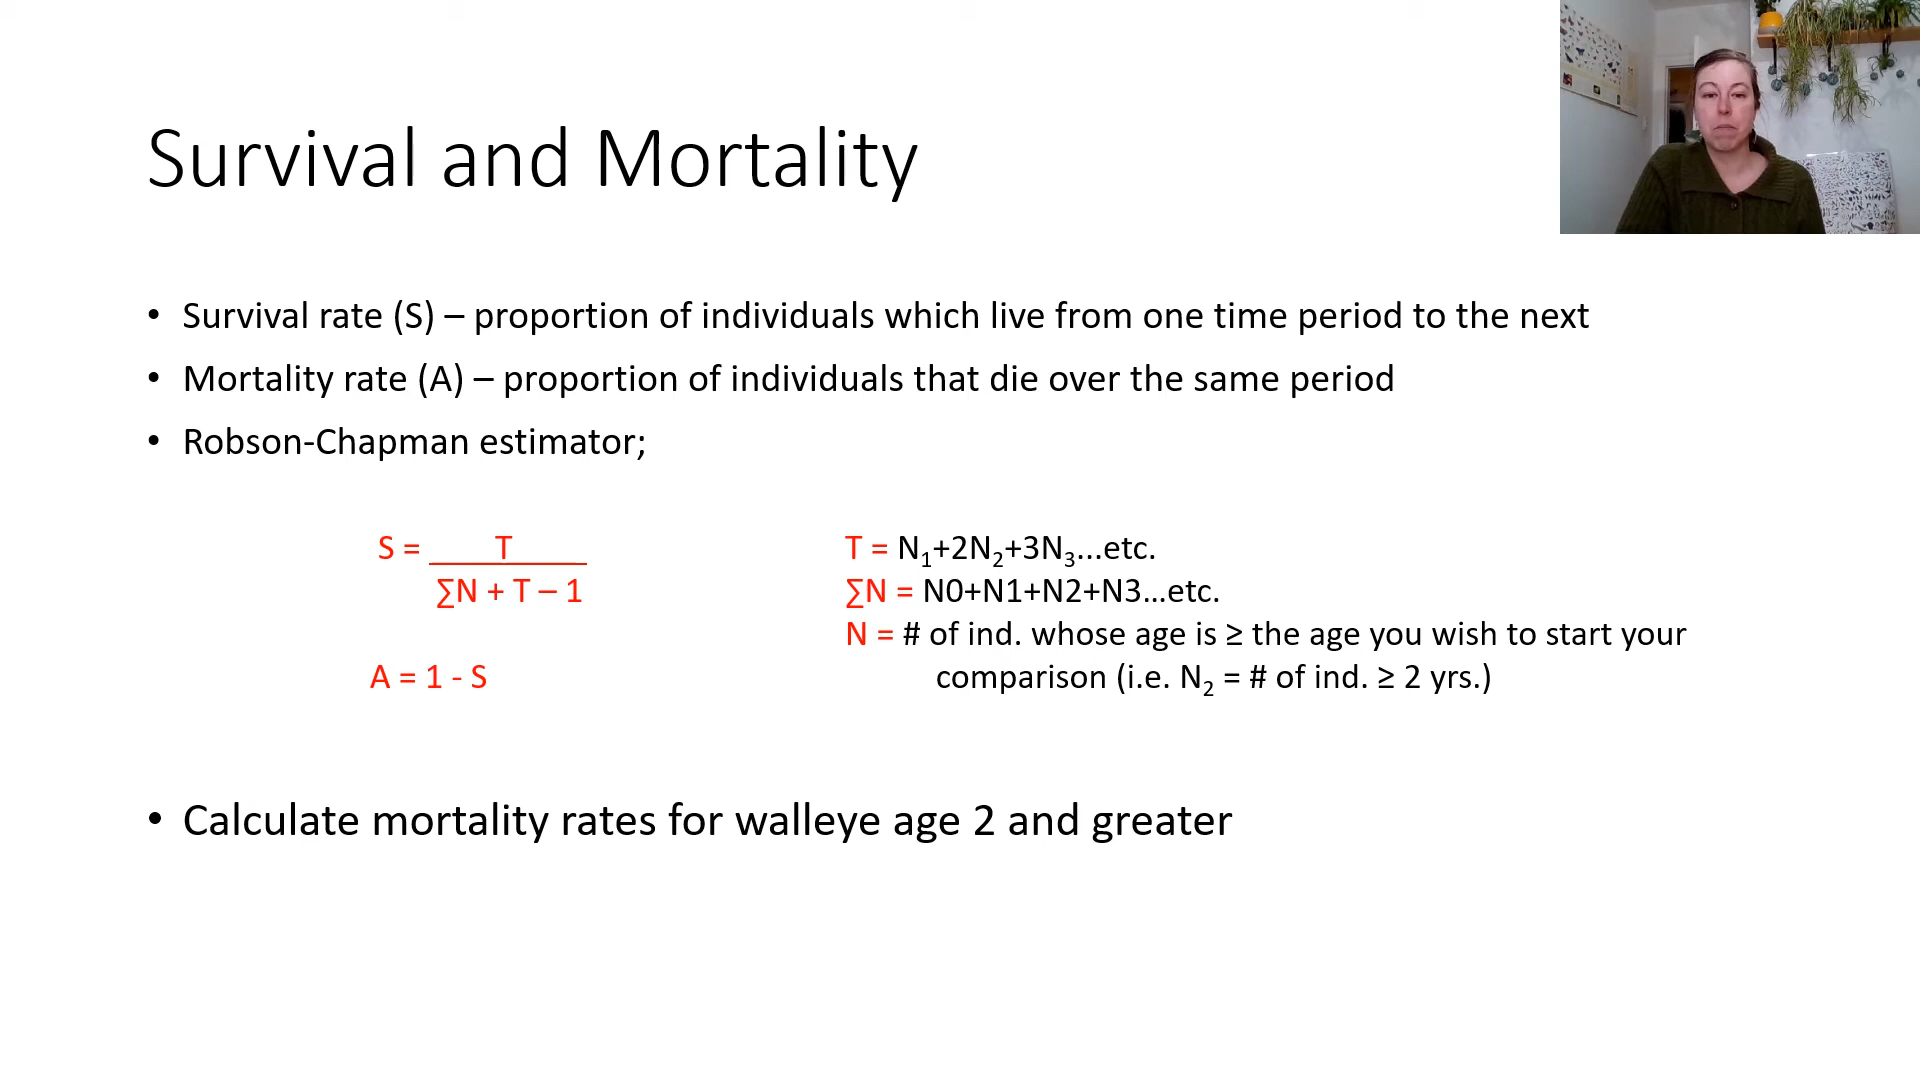 Survival and Mortality
• Survival rate (S) – proportion of individuals which live from one time period to the next
• Mortality rate (A) – proportion of individuals that die over the same period
• Robson-Chapman estimator;
S = T
∑N + T – 1
A = 1 - S
T = N₁+2N₂+3N₃...etc.
∑N = N0+N1+N2+N3...etc.
N = # of ind. whose age is ≥ the age you wish to start your
comparison (i.e. N₂ = # of ind. ≥ 2 yrs.)
• Calculate mortality rates for walleye age 2 and greater